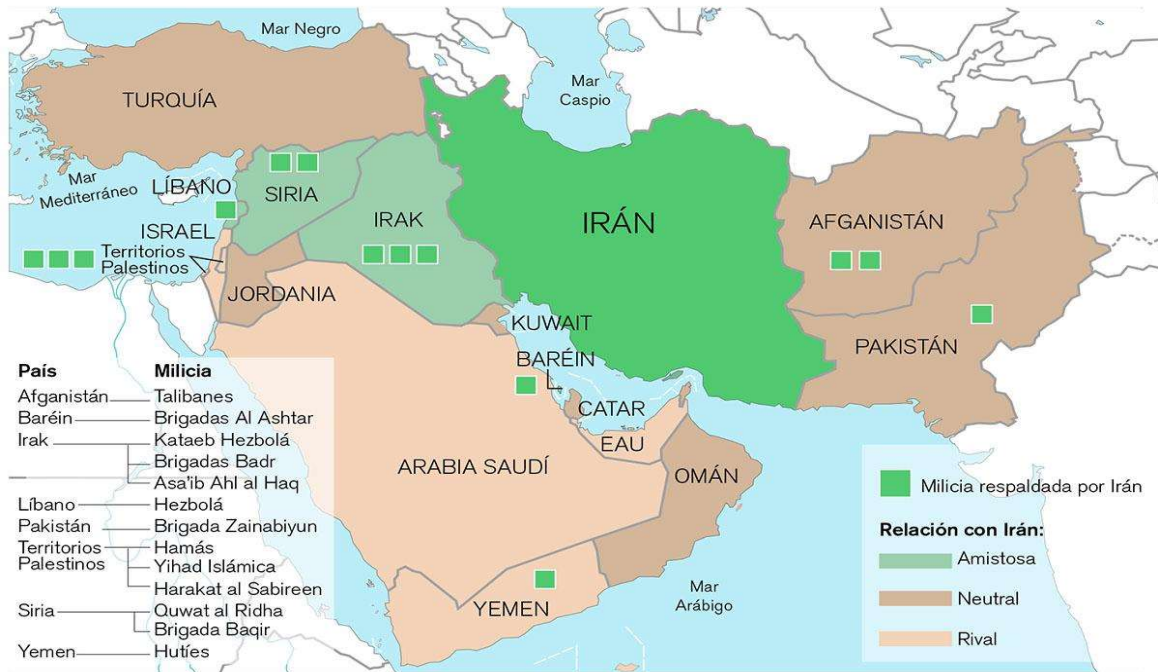 Mar Negro
TURQUÍA
Mar
Caspio
Mar
Mediterráneo
LÍBANO
SIRIA
IRAK
IRÁN
AFGANISTÁN
ISRAEL
Territorios
Palestinos
JORDANIA
KUWAIT
BARÉIN
PAKISTÁN
CATAR
EAU
ARABIA SAUDÍ
OMÁN
YEMEN
Mar
Arábigo
País Milicia
Afganistán Talibanes
Baréin Brigadas Al Ashtar
Irak Kataeb Hezbolá
Brigadas Badr
Asa'ib Ahl al Haq
Líbano Hezbolá
Pakistán Brigada Zainabiyun
Territorios Hamás
Palestinos Yihad Islámica
Harakat al Sabireen
Siria Quwat al Ridha
Brigada Baqir
Yemen Hutíes
Milicia respaldada por Irán
Relación con Irán:
Amistosa
Neutral
Rival